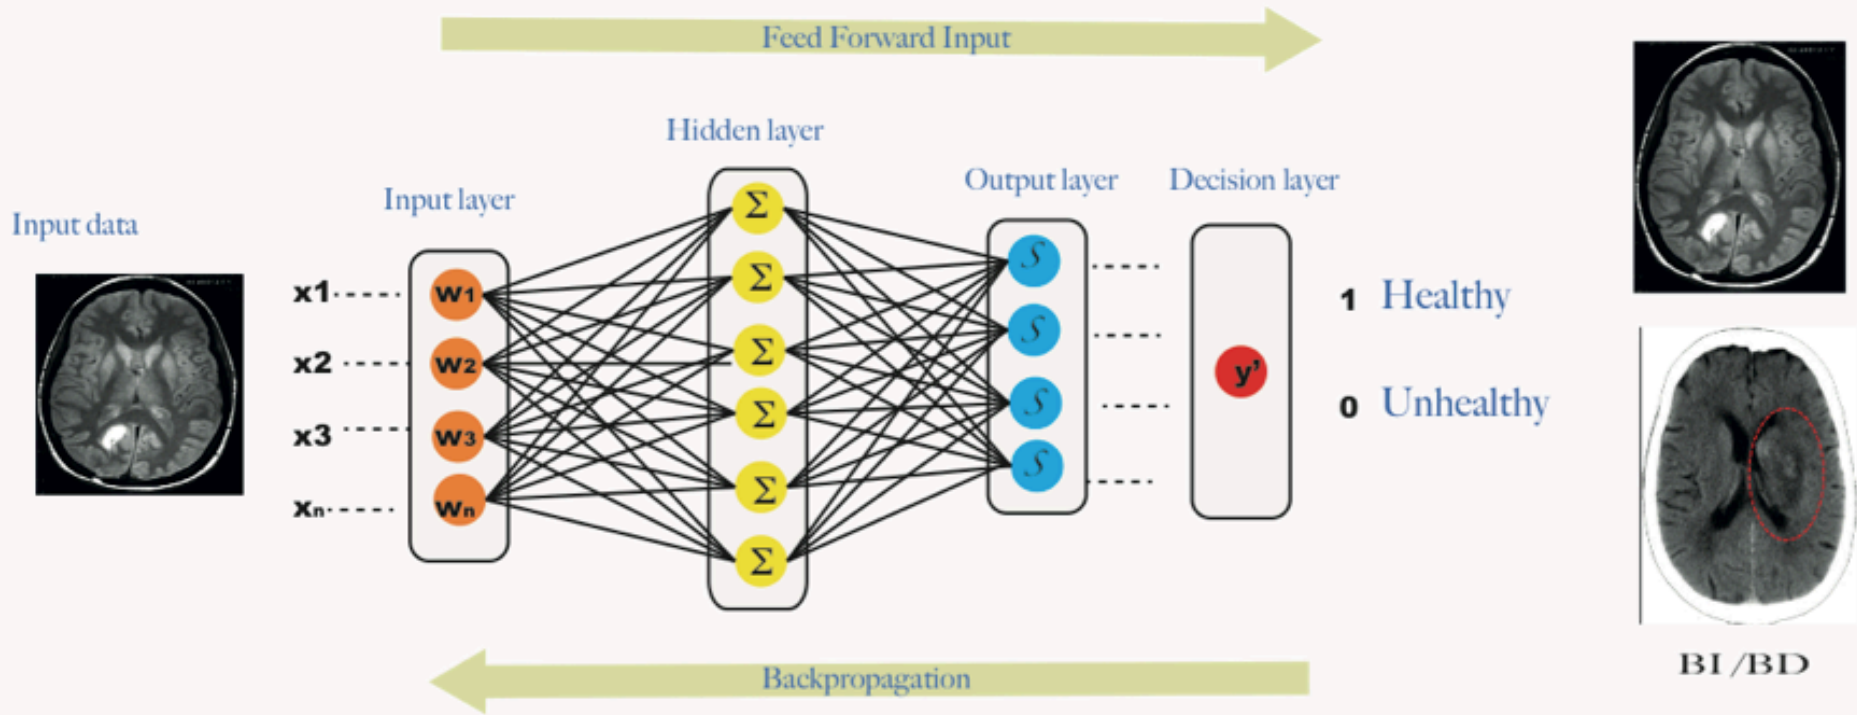 Feed Forward Input
Hidden layer
Input layer
Output layer
Decision layer
Input data
x1
x2
x3
xn
w1
w2
w3
wn
Σ
Σ
Σ
Σ
Σ
Σ
S
S
S
S
y'
1 Healthy
0 Unhealthy
BI /BD
Backpropagation